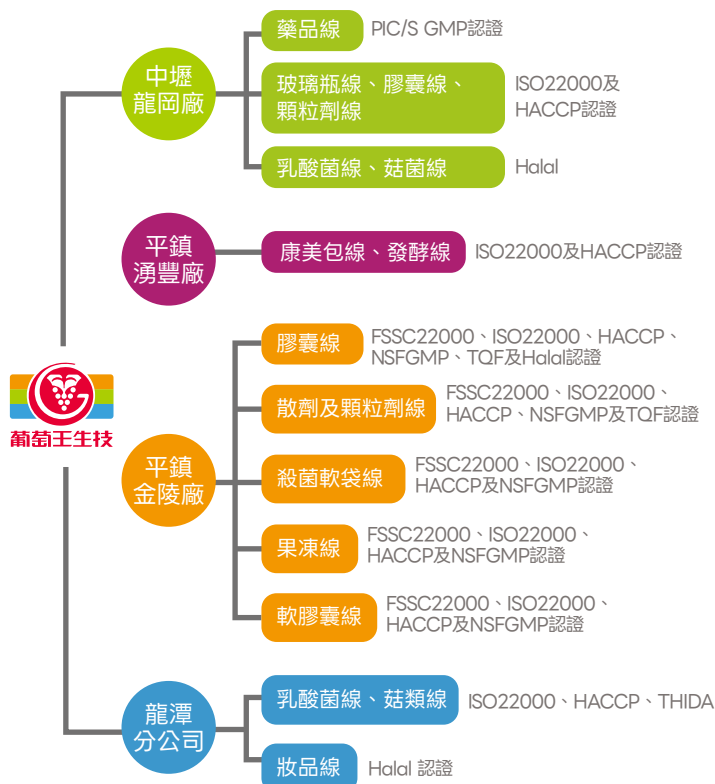 中壢
龍岡廠
藥品線
PIC/S GMP認證
玻璃瓶線、膠囊線、
顆粒劑線
ISO22000及
HACCP認證
乳酸菌線、菇菌線
Halal
平鎮
湧豐廠
康美包線、發酵線
ISO22000及HACCP認證
葡萄王生技
平鎮
金陵廠
膠囊線
FSSC22000、ISO22000、HACCP、
NSFGMP、TQF及Halal認證
散劑及顆粒劑線
FSSC22000、ISO22000、
HACCP、NSFGMP及TQF認證
殺菌軟袋線
FSSC22000、ISO22000、
HACCP及NSFGMP認證
果凍線
FSSC22000、ISO22000、
HACCP及NSFGMP認證
軟膠囊線
FSSC22000、ISO22000、
HACCP及NSFGMP認證
龍潭
分公司
乳酸菌線、菇類線
ISO22000、HACCP、THIDA
妝品線
Halal 認證